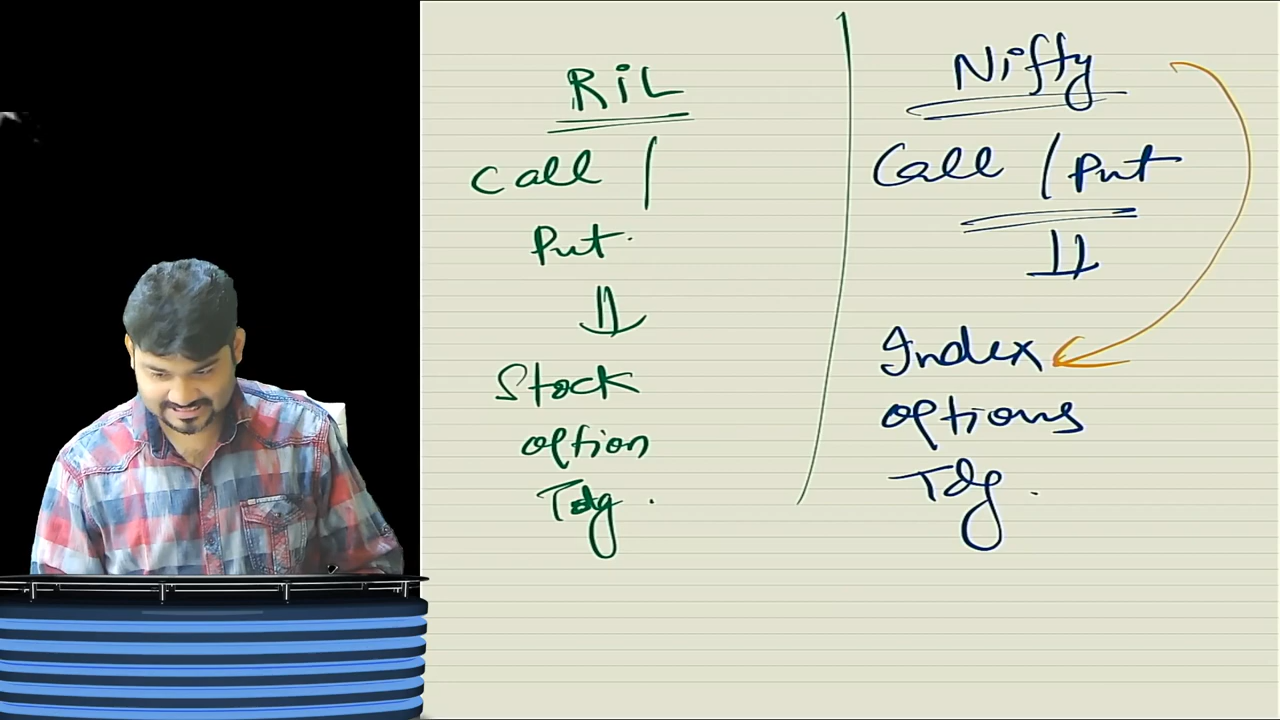 RiL
Call /
Put.
Stock
option
Tdg.
Nifty
Call / Put
Index
options
Tdg.